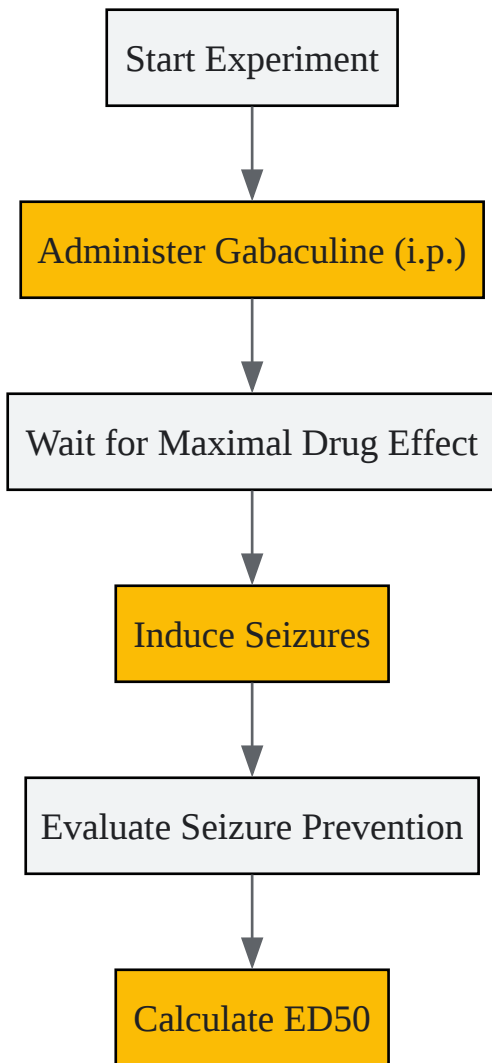 Start Experiment
Administer Gabaculine (i.p.)
Wait for Maximal Drug Effect
Induce Seizures
Evaluate Seizure Prevention
Calculate ED50